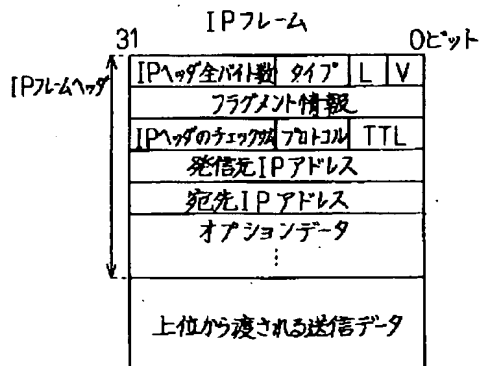 IPフレーム
31 0ビット
IPフレームヘッダ
IPヘッダ全バイト数 タイプ L V
フラグメント情報
IPヘッダのチェックサム プロトコル TTL
発信元IPアドレス
宛先IPアドレス
オプションデータ
⋮
上位から渡される送信データ